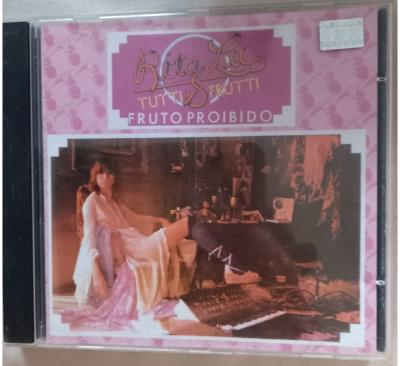 Rita Lee
TUTTI
&
FRUTTI
FRUTO PROIBIDO